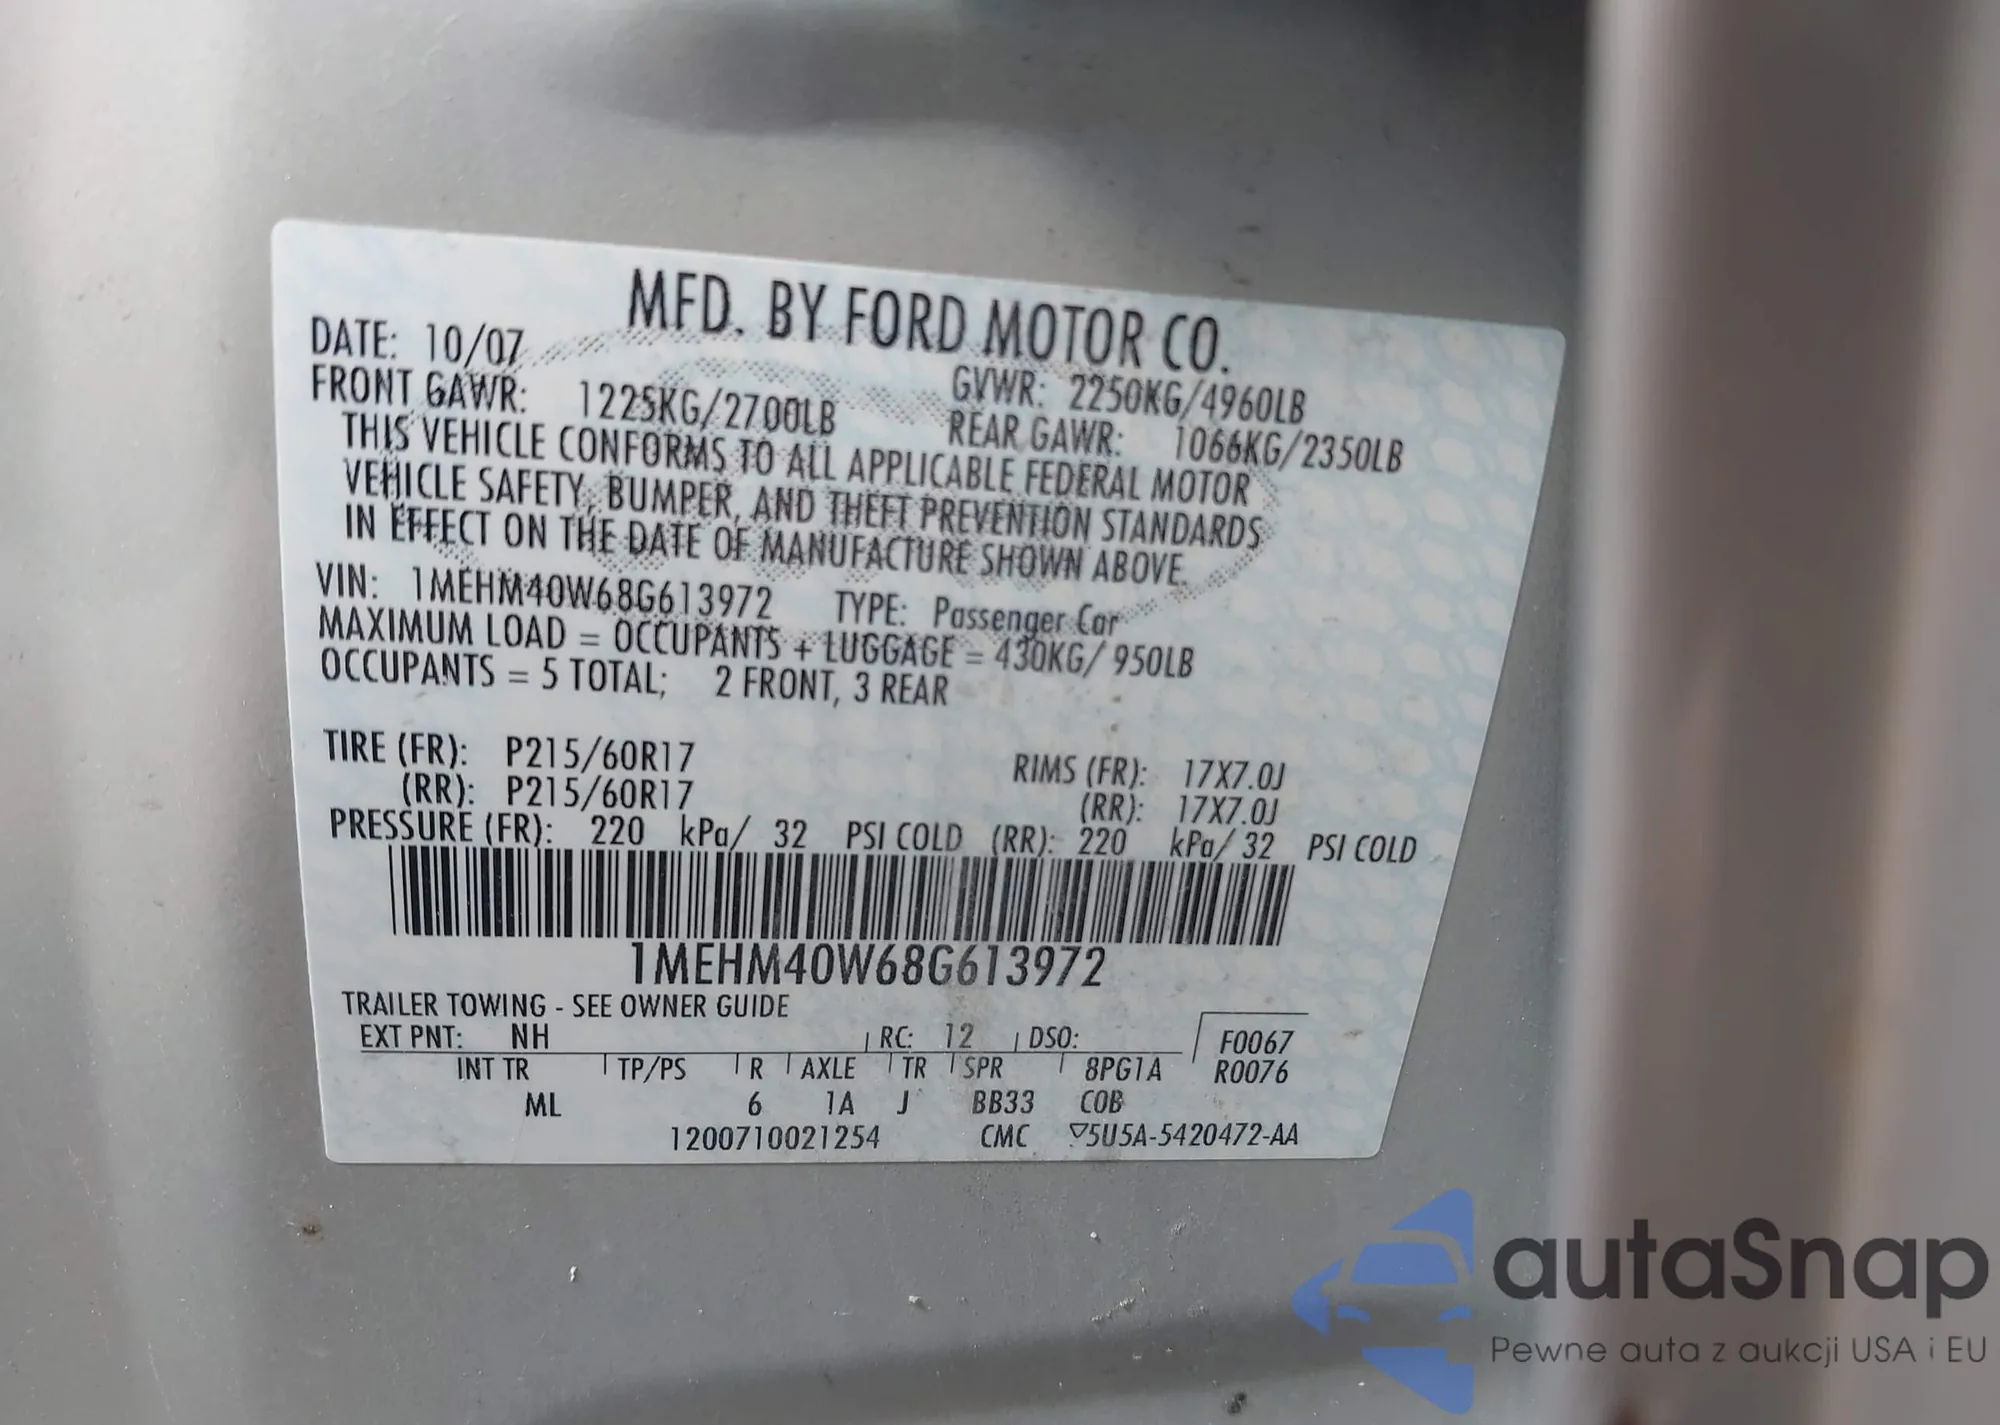 MFD. BY FORD MOTOR CO.
DATE: 10/07 GVWR: 2250KG/4960LB
FRONT GAWR: 1225KG/2700LB REAR GAWR: 1066KG/2350LB
THIS VEHICLE CONFORMS TO ALL APPLICABLE FEDERAL MOTOR
VEHICLE SAFETY, BUMPER, AND THEFT PREVENTION STANDARDS
IN EFFECT ON THE DATE OF MANUFACTURE SHOWN ABOVE.
VIN: 1MEHM40W68G613972 TYPE: Passenger Car
MAXIMUM LOAD = OCCUPANTS + LUGGAGE = 430KG/ 950LB
OCCUPANTS = 5 TOTAL; 2 FRONT, 3 REAR
TIRE (FR): P215/60R17 RIMS (FR): 17X7.0J
(RR): P215/60R17 (RR): 17X7.0J
PRESSURE (FR): 220 kPa/ 32 PSI COLD (RR): 220 kPa/ 32 PSI COLD
1MEHM40W68G613972
TRAILER TOWING - SEE OWNER GUIDE
EXT PNT: NH RC: 12 DSO: F0067
INT TR TP/PS R AXLE TR SPR 8PG1A R0076
ML 6 1A J BB33 COB
1200710021254 CMC ▽5U5A-5420472-AA
autaSnap
Pewne auta z aukcji USA i EU